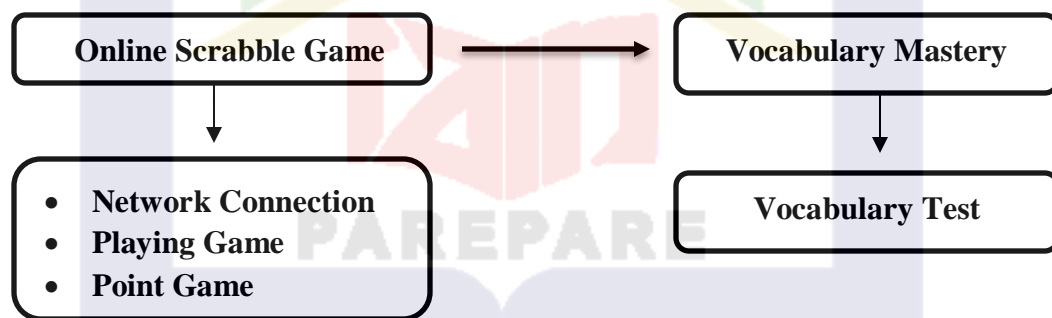 Online Scrabble Game
Vocabulary Mastery
• Network Connection
• Playing Game
• Point Game
Vocabulary Test
PAREPARE